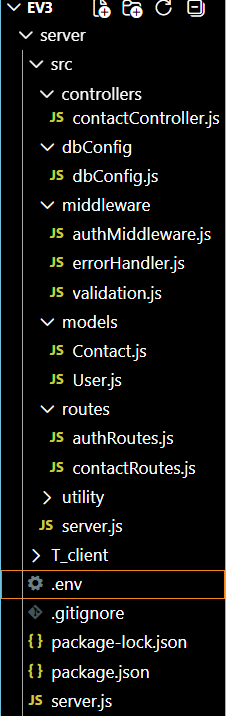 EV3
server
src
controllers
JS contactController.js
dbConfig
JS dbConfig.js
middleware
JS authMiddleware.js
JS errorHandler.js
JS validation.js
models
JS Contact.js
JS User.js
routes
JS authRoutes.js
JS contactRoutes.js
utility
JS server.js
T_client
.env
.gitignore
{} package-lock.json
{} package.json
JS server.js